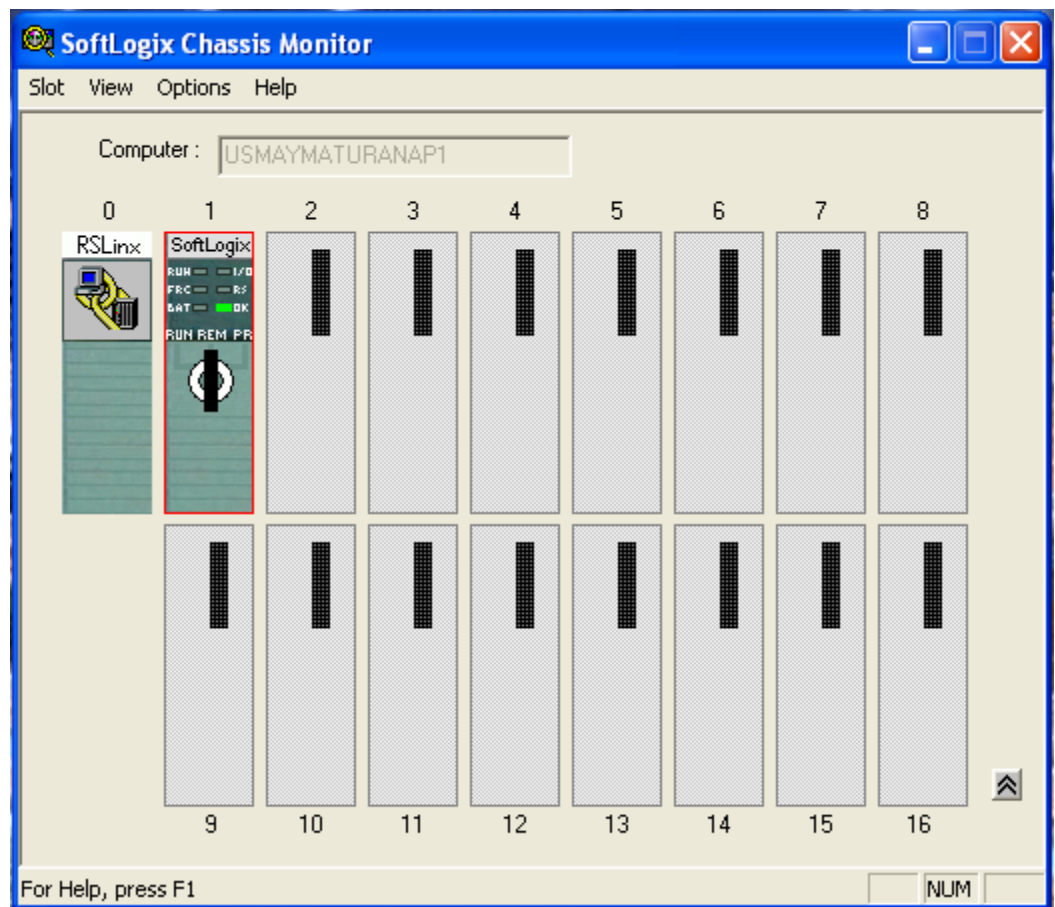 SoftLogix Chassis Monitor
Slot View Options Help
Computer : USMAYMATURANAP1
0 1 2 3 4 5 6 7 8
RSLinx SoftLogix
RUN I/O
FRC RS
BAT OK
RUN REM PR
9 10 11 12 13 14 15 16
For Help, press F1 NUM